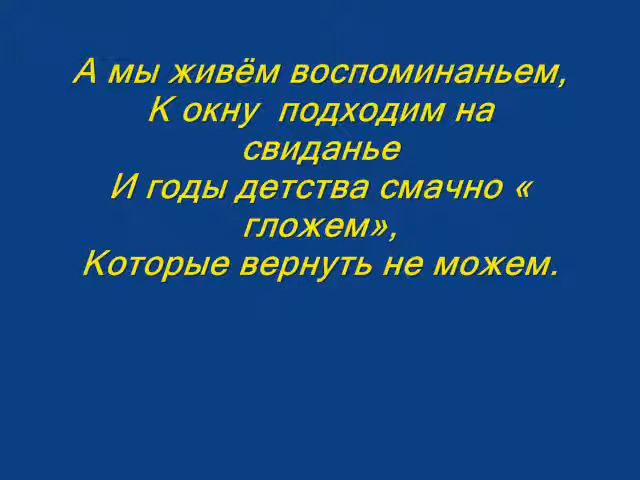 А мы живём воспоминаньем,
К окну  подходим на
свиданье
И годы детства смачно «
гложем»,
Которые вернуть не можем.